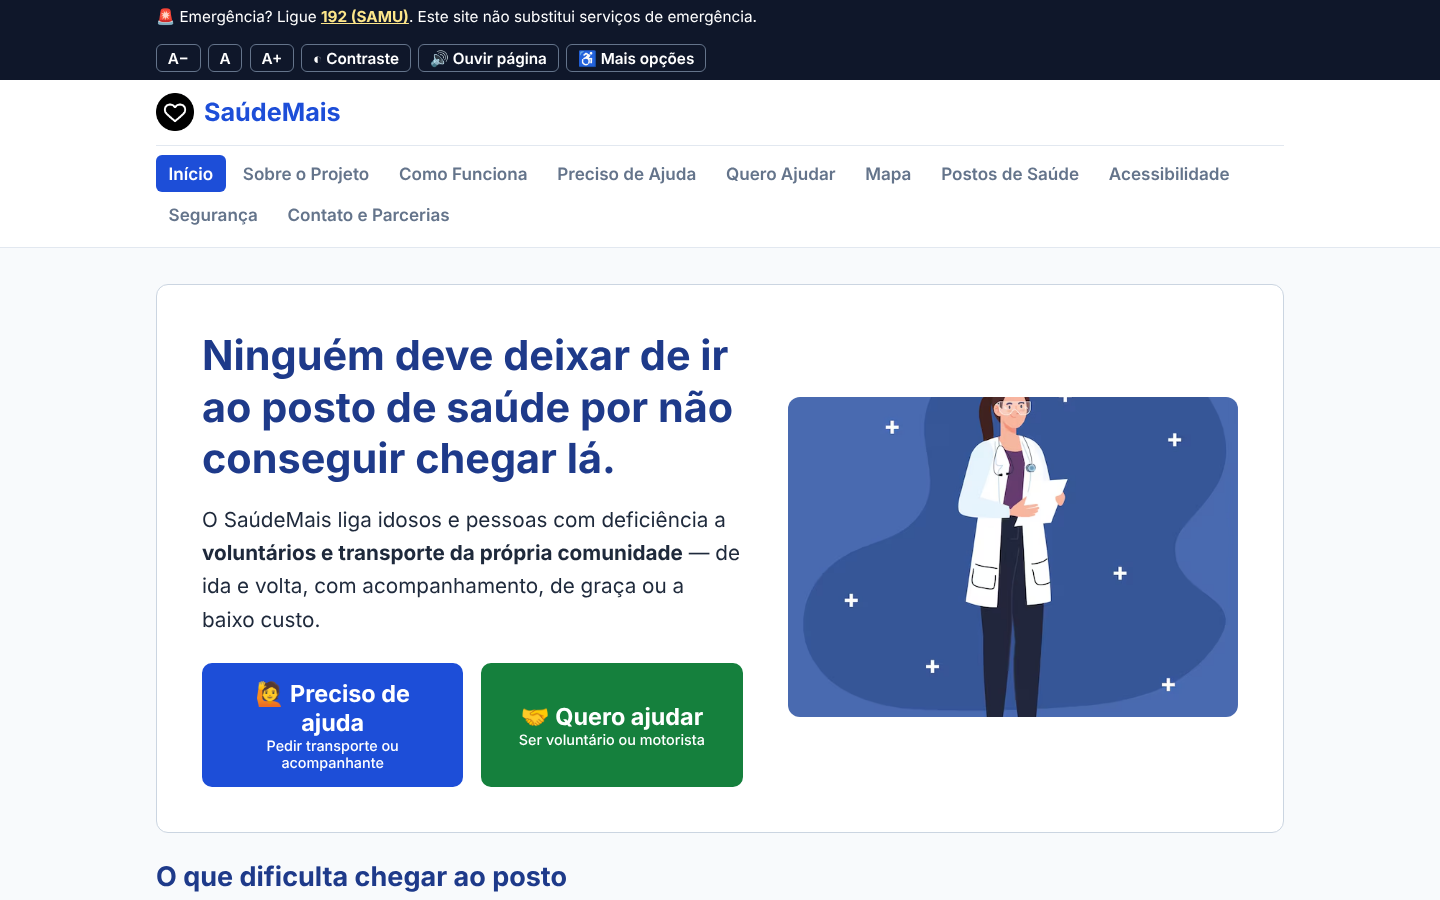 🚨 Emergência? Ligue 192 (SAMU). Este site não substitui serviços de emergência.
A−
A
A+
Contraste
🔊 Ouvir página
♿ Mais opções
SaúdeMais
Início
Sobre o Projeto
Como Funciona
Preciso de Ajuda
Quero Ajudar
Mapa
Postos de Saúde
Acessibilidade
Segurança
Contato e Parcerias
Ninguém deve deixar de ir
ao posto de saúde por não
conseguir chegar lá.
O SaúdeMais liga idosos e pessoas com deficiência a
voluntários e transporte da própria comunidade — de
ida e volta, com acompanhamento, de graça ou a
baixo custo.
🙋 Preciso de
ajuda
Pedir transporte ou
acompanhante
🤝 Quero ajudar
Ser voluntário ou motorista
O que dificulta chegar ao posto